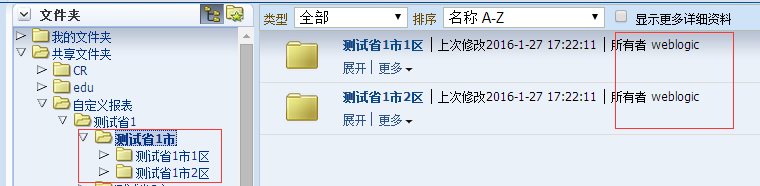 文件夹
我的文件夹
共享文件夹
CR
edu
自定义报表
测试省1
测试省1市
测试省1市1区
测试省1市2区
类型 全部 排序 名称 A-Z 显示更多详细资料
测试省1市1区 | 上次修改2016-1-27 17:22:11 | 所有者 weblogic
展开 | 更多
测试省1市2区 | 上次修改2016-1-27 17:22:11 | 所有者 weblogic
展开 | 更多